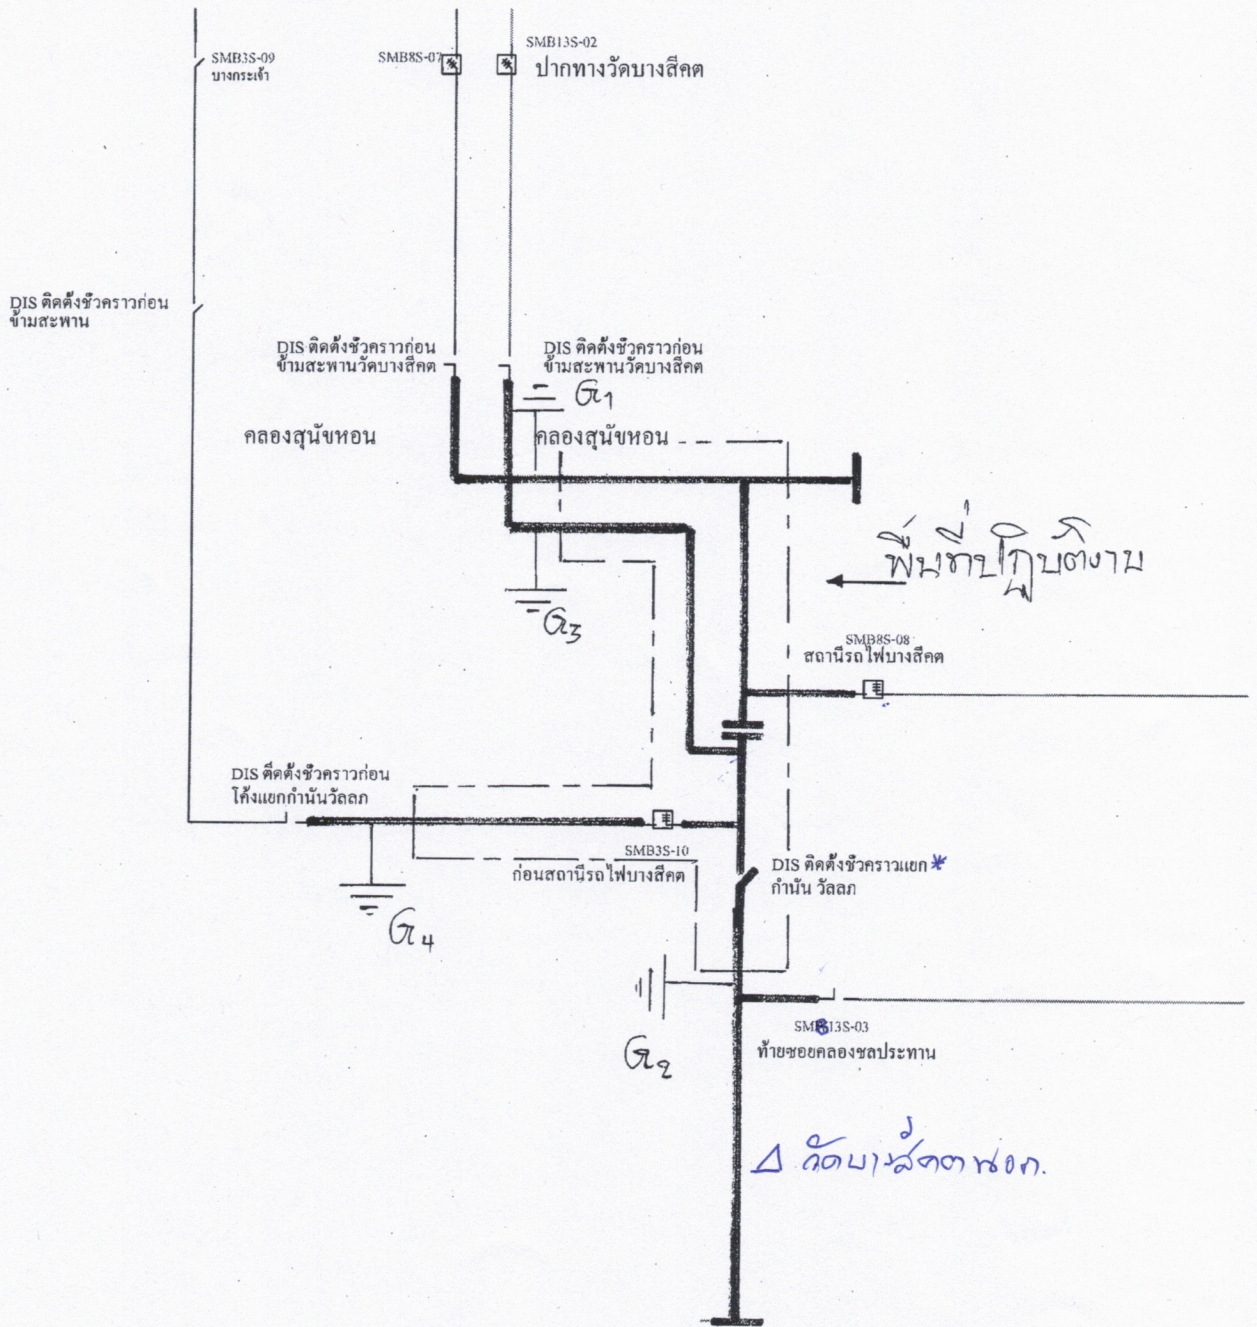 SMB3S-09
บางกระเจ้า
SMB8S-07
SMB13S-02
ปากทางวัดบางสีคต
DIS ติดตั้งชั่วคราวก่อน
ข้ามสะพาน
DIS ติดตั้งชั่วคราวก่อน
ข้ามสะพานวัดบางสีคต
DIS ติดตั้งชั่วคราวก่อน
ข้ามสะพานวัดบางสีคต
G1
คลองสุนัขหอน
คลองสุนัขหอน
พื้นที่ปฏิบัติงาน
G3
SMB8S-08
สถานีรถไฟบางสีคต
DIS ติดตั้งชั่วคราวก่อน
โค้งแยกกำนันวัลลภ
SMB3S-10
ก่อนสถานีรถไฟบางสีคต
DIS ติดตั้งชั่วคราวแยก *
กำนัน วัลลภ
G4
G2
13S-03
ท้ายซอยคลองชลประทาน
Δ วัดบางสีคตนอก.